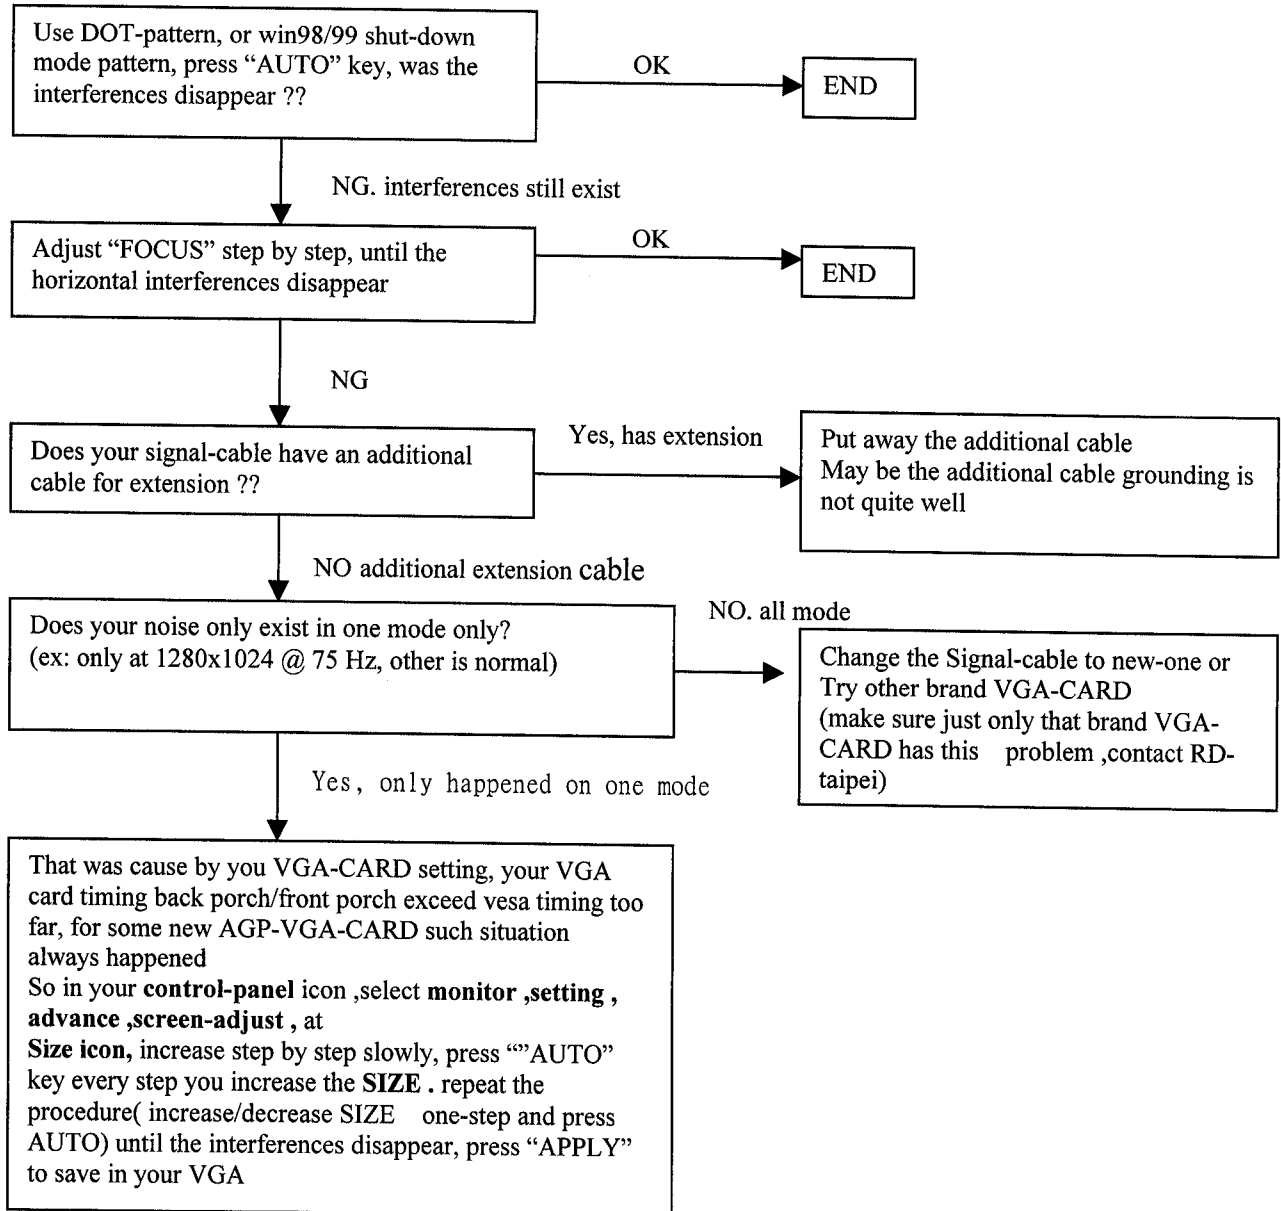 Use DOT-pattern, or win98/99 shut-down
mode pattern, press “AUTO” key, was the
interferences disappear ??
OK
END
NG. interferences still exist
Adjust “FOCUS” step by step, until the
horizontal interferences disappear
OK
END
NG
Does your signal-cable have an additional
cable for extension ??
Yes, has extension
Put away the additional cable
May be the additional cable grounding is
not quite well
NO additional extension cable
Does your noise only exist in one mode only?
(ex: only at 1280x1024 @ 75 Hz, other is normal)
NO. all mode
Change the Signal-cable to new-one or
Try other brand VGA-CARD
(make sure just only that brand VGA-
CARD has this problem ,contact RD-
taipei)
Yes, only happened on one mode
That was cause by you VGA-CARD setting, your VGA
card timing back porch/front porch exceed vesa timing too
far, for some new AGP-VGA-CARD such situation
always happened
So in your control-panel icon ,select monitor ,setting ,
advance ,screen-adjust , at
Size icon, increase step by step slowly, press “”AUTO”
key every step you increase the SIZE . repeat the
procedure( increase/decrease SIZE one-step and press
AUTO) until the interferences disappear, press “APPLY”
to save in your VGA